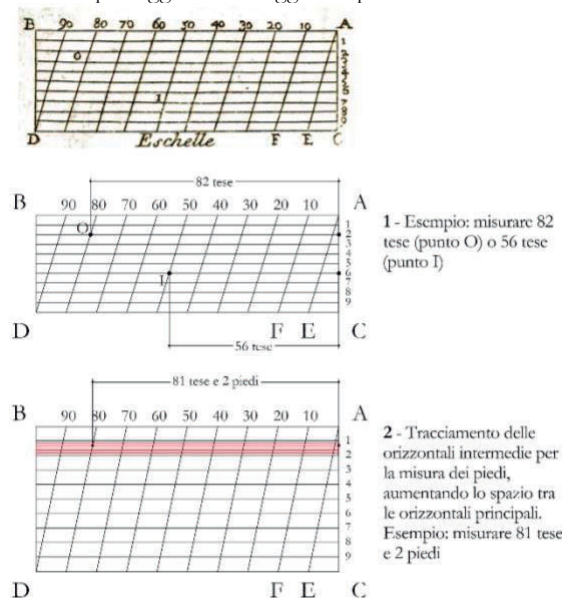 B 90 80 70 60 50 40 30 20 10 A
1
2
O
3
4
5
6
I
7
8
9
D Eschelle F E C
82 tese
B 90 80 70 60 50 40 30 20 10 A
1
O 2
3
4
5
I 6
7
8
9
D F E C
56 tese
1 - Esempio: misurare 82
tese (punto O) o 56 tese
(punto I)
81 tese e 2 piedi
B 90 80 70 60 50 40 30 20 10 A
1
2
3
4
5
6
7
8
9
D F E C
2 - Tracciamento delle
orizzontali intermedie per
la misura dei piedi,
aumentando lo spazio tra
le orizzontali principali.
Esempio: misurare 81 tese
e 2 piedi